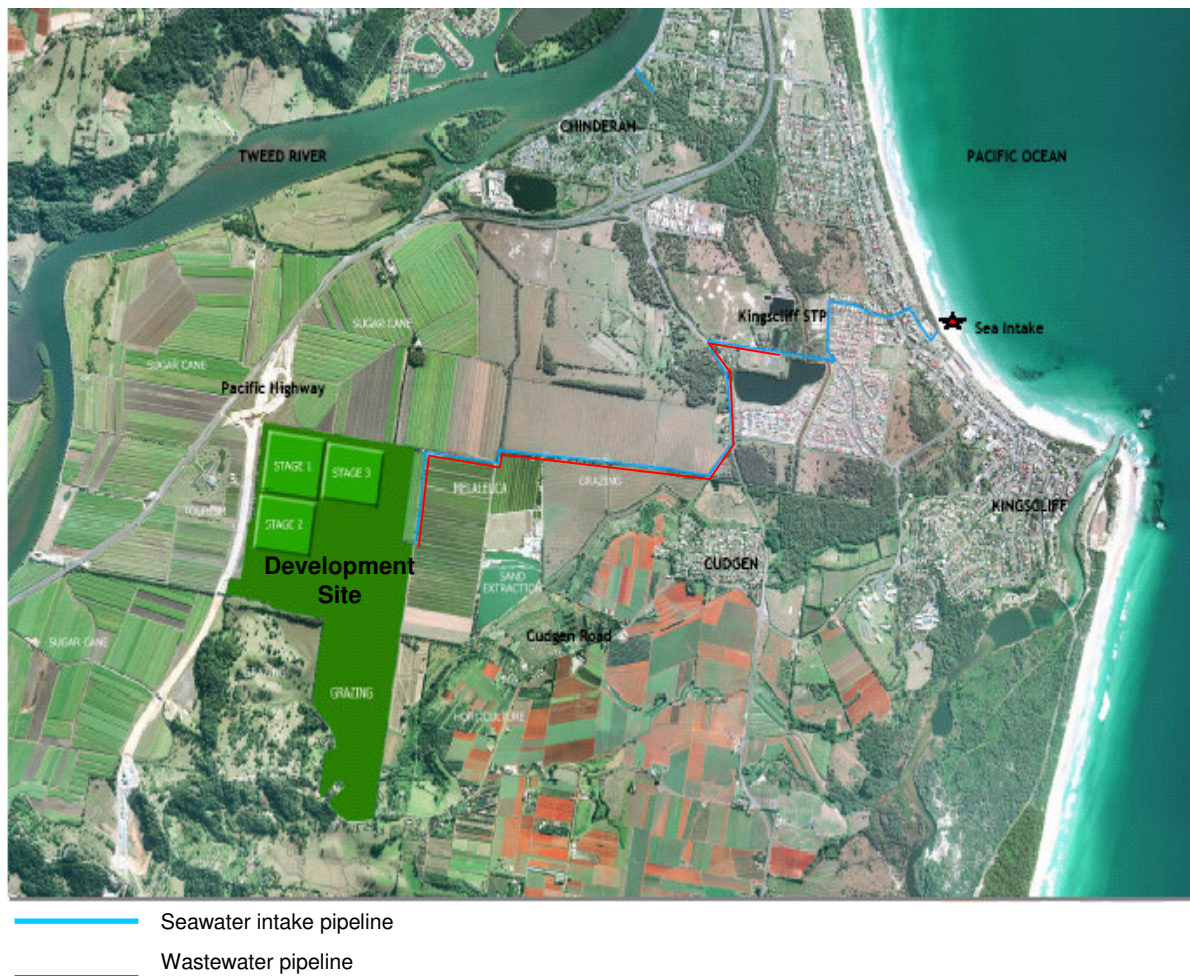 CHINDERAH
TWEED RIVER
PACIFIC OCEAN
Kingscliff STP
Sea Intake
SUGAR CANE
SUGAR CANE
Pacific Highway
STAGE 1
STAGE 3
MELALEUCA
GRAZING
TOURISM
STAGE 2
KINGSCLIFF
CUDGEN
Development
Site
SAND
EXTRACTION
Cudgen Road
SUGAR CANE
GRAZING
HORTICULTURE
Seawater intake pipeline
Wastewater pipeline